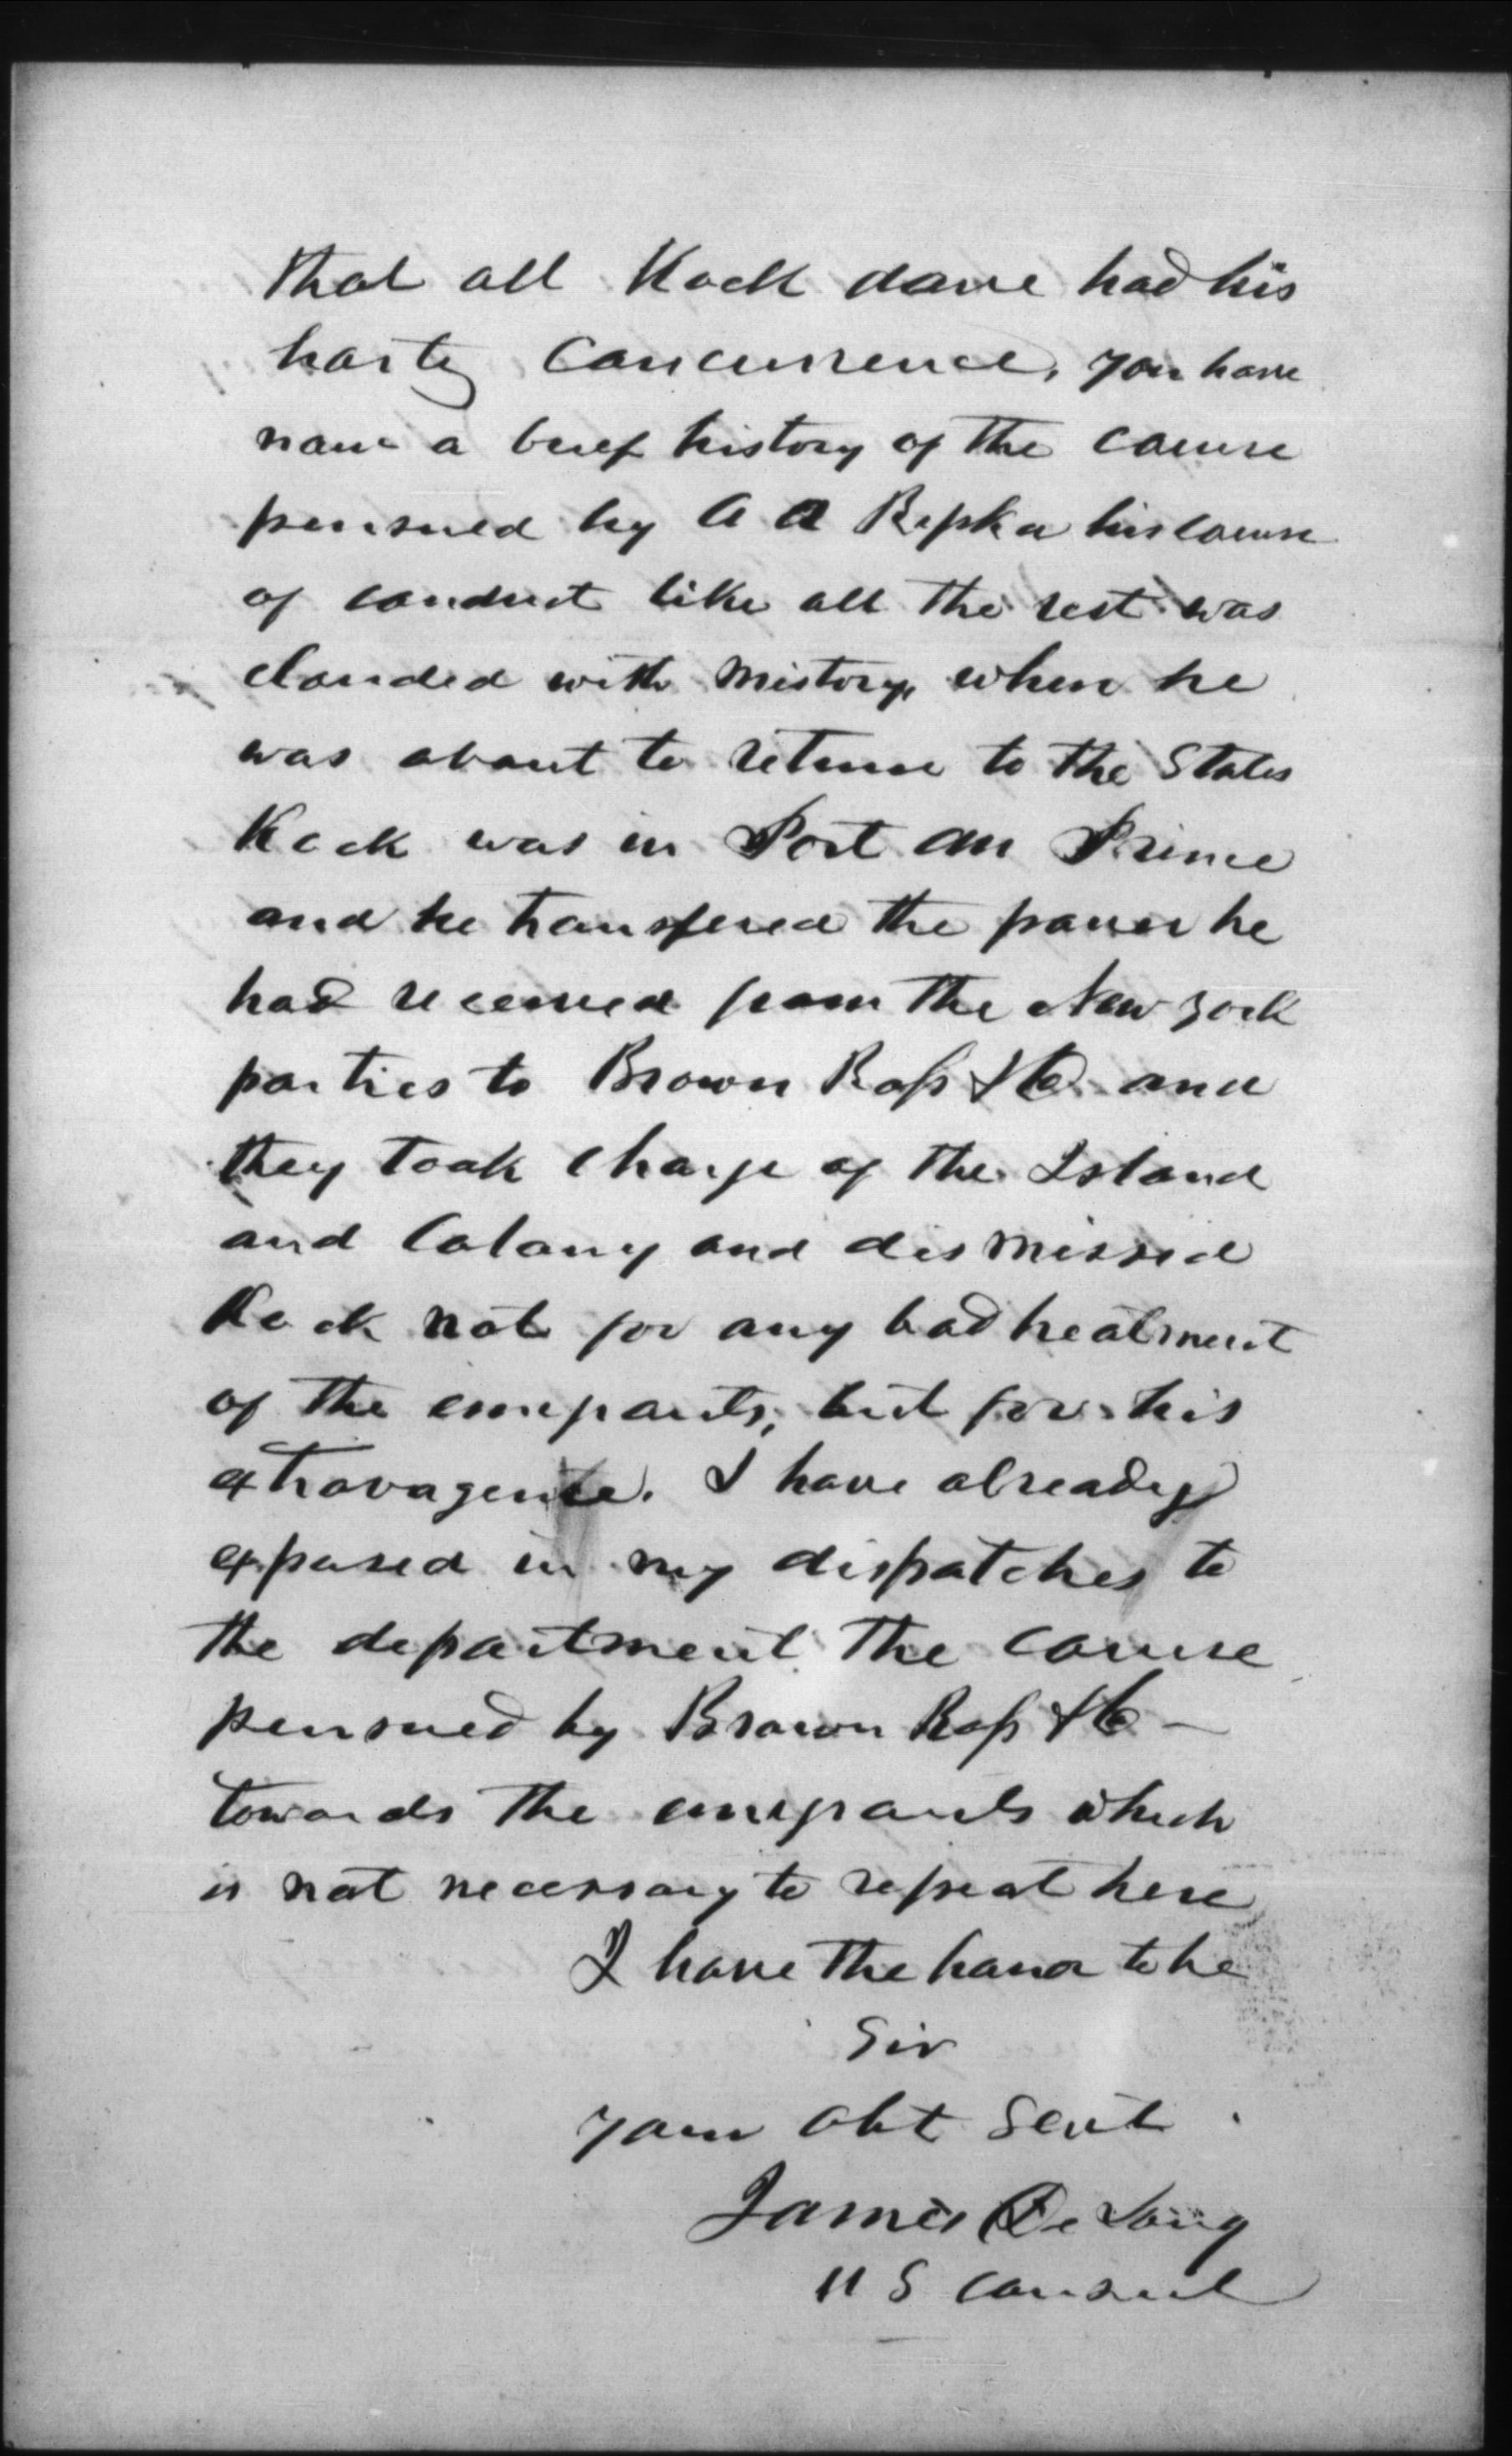 that all Kock done had his
harty concurrence, you have
now a brief history of the course
persued by A A Ripka his course
of conduct like all the rest was
clouded with mistory, when he
was about to returne to the States
Kock was in Port au Prince
and he transfered the power he
had received from the New York
parties to Brown Ross & Co and
they took charge of the Island
and Colony and dismissed
Kock not for any bad treatment
of the emigrants, but for his
extravagence. I have already
exposed in my dispatches to
the department the course
persued by Brown Ross & Co –
towards the emigrants which
is not necessary to repeat here
I have the honor to be
Sir
your Obt Sevt
James De Long
U S Consul